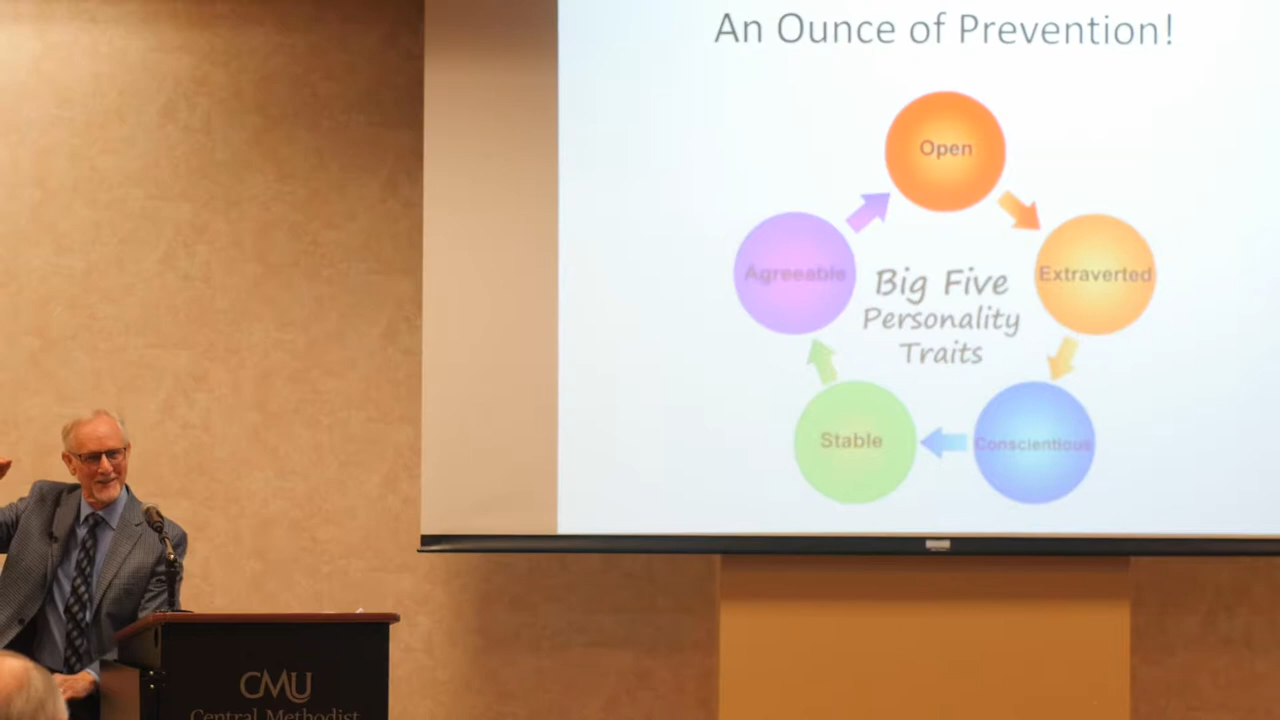 An Ounce of Prevention!
Open
Agreeable
Extraverted
Big Five
Personality
Traits
Stable
Conscientious
CMU
Central Methodist